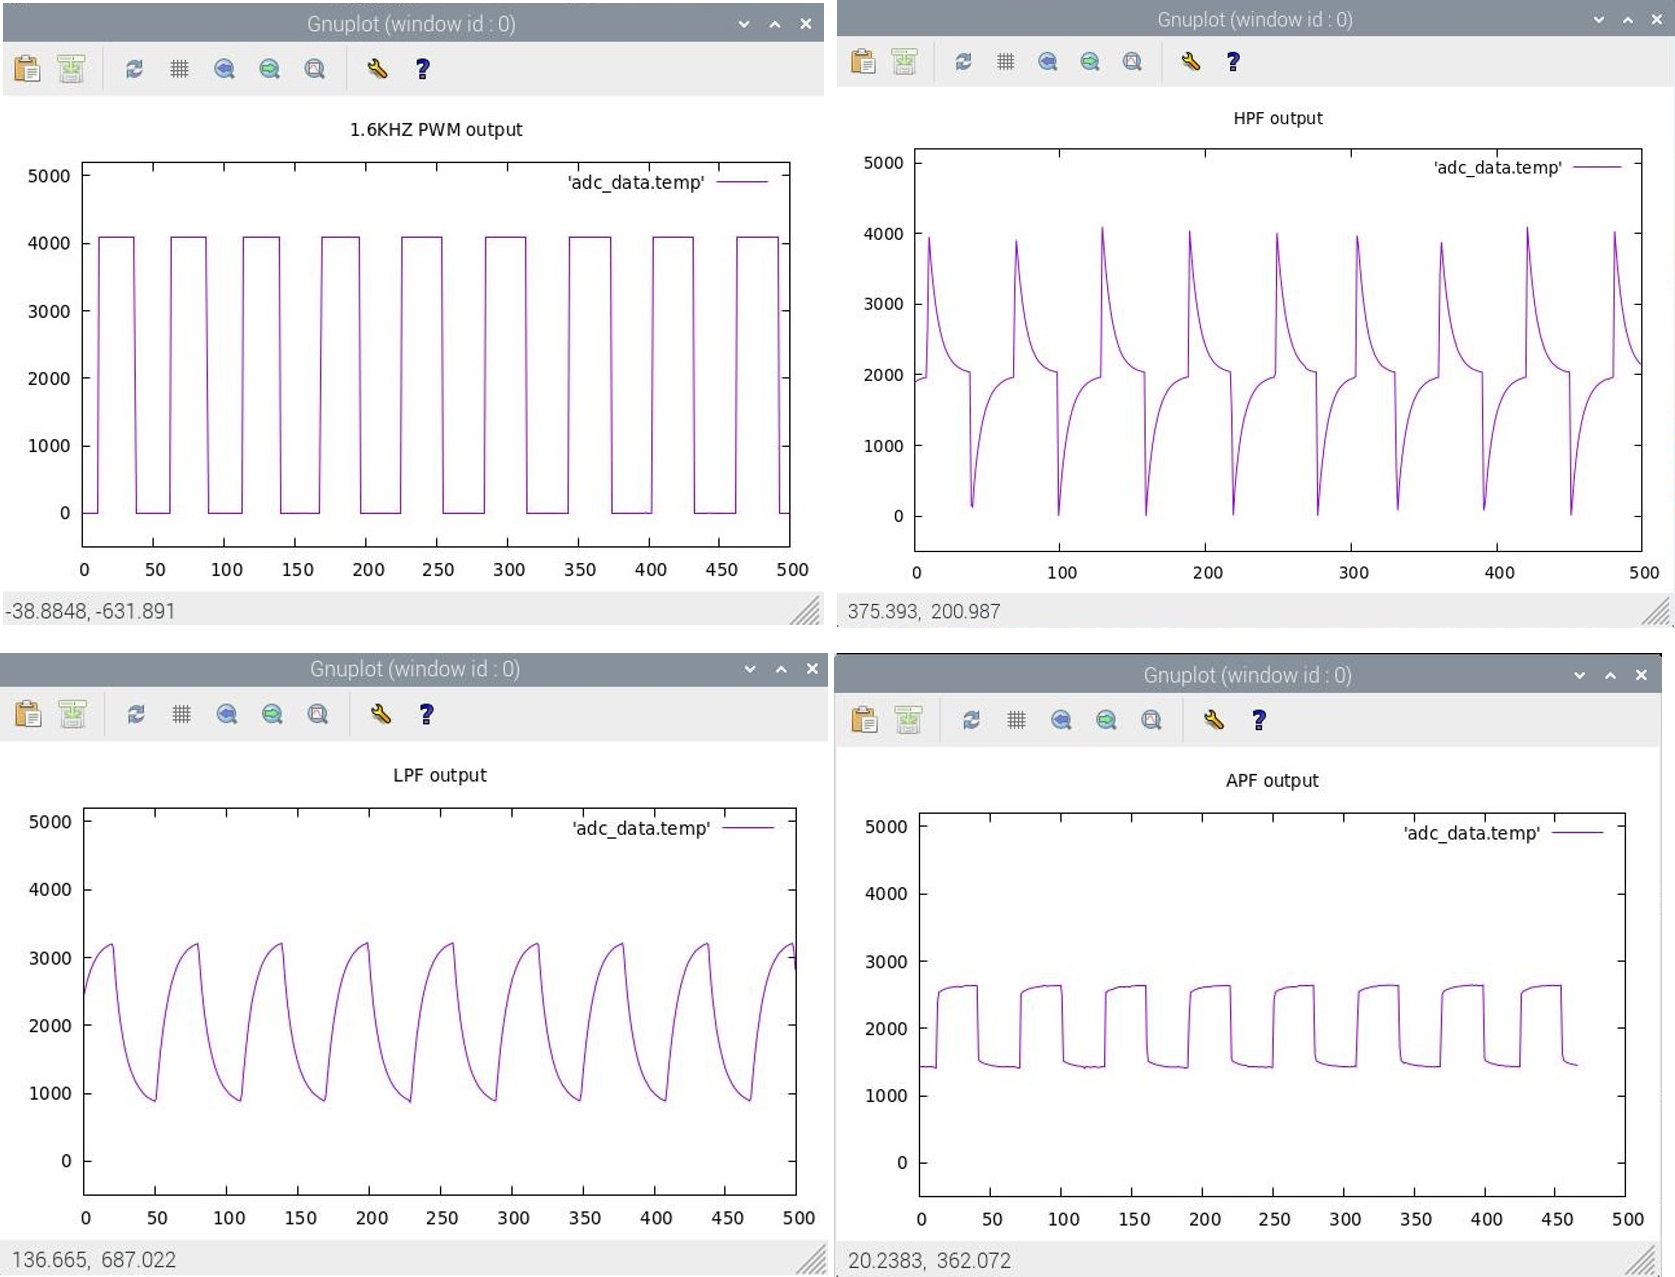 Gnuplot (window id : 0)
?
1.6KHZ PWM output
'adc_data.temp'
5000
4000
3000
2000
1000
0
0 50 100 150 200 250 300 350 400 450 500
-38.8848, -631.891
Gnuplot (window id : 0)
?
HPF output
'adc_data.temp'
5000
4000
3000
2000
1000
0
0 100 200 300 400 500
375.393, 200.987
Gnuplot (window id : 0)
?
LPF output
'adc_data.temp'
5000
4000
3000
2000
1000
0
0 50 100 150 200 250 300 350 400 450 500
136.665, 687.022
Gnuplot (window id : 0)
?
APF output
'adc_data.temp'
5000
4000
3000
2000
1000
0
0 50 100 150 200 250 300 350 400 450 500
20.2383, 362.072